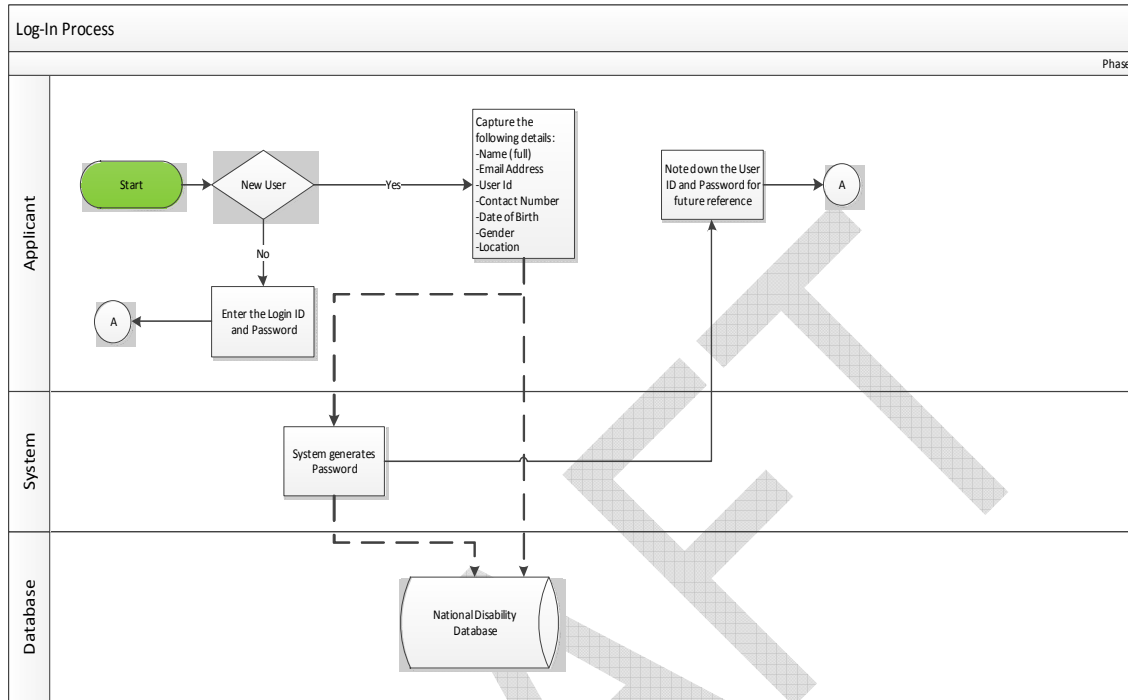 Log-In Process
Phase
Applicant
Start
New User
Yes
Capture the
following details:
-Name (full)
-Email Address
-User Id
-Contact Number
-Date of Birth
-Gender
-Location
Noted down the User
ID and Password for
future reference
A
No
A
Enter the Login ID
and Password
System
System generates
Password
Database
National Disability
Database